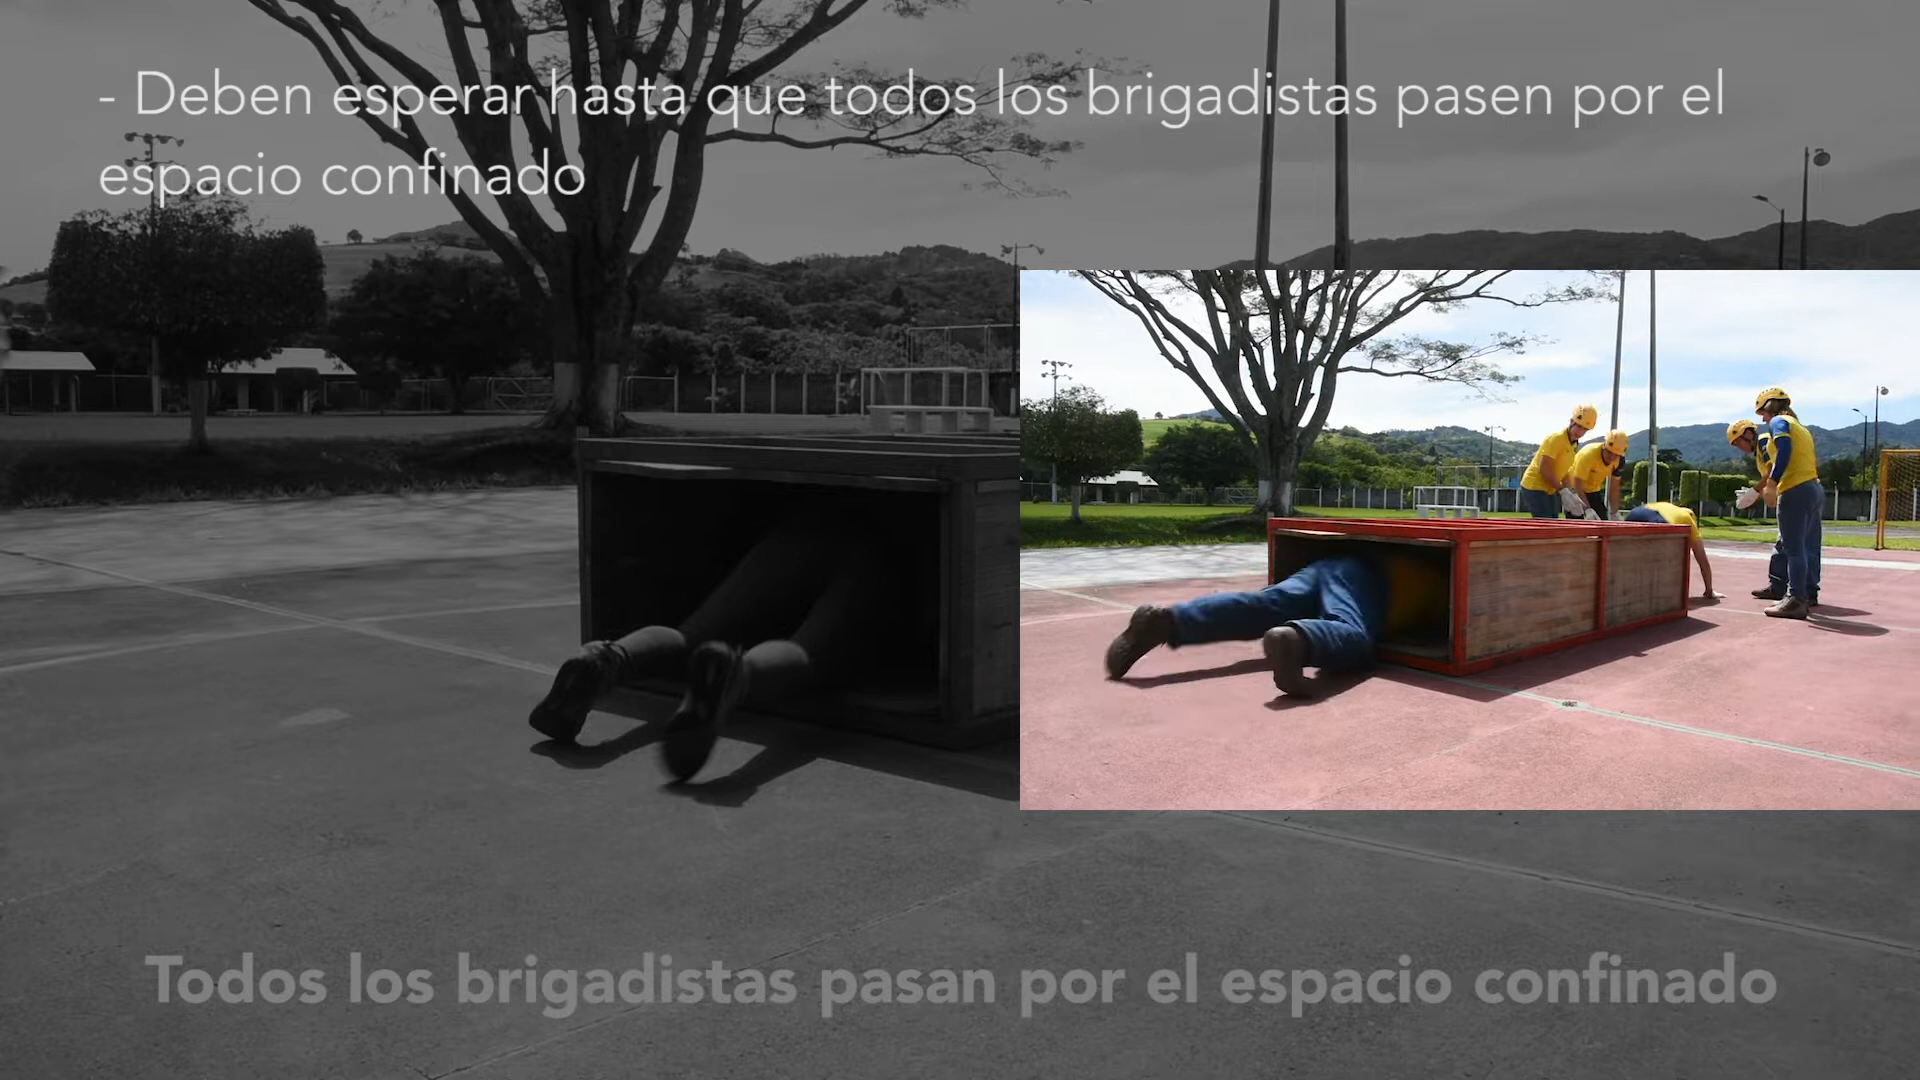 - Deben esperar hasta que todos los brigadistas pasen por el
espacio confinado
Todos los brigadistas pasan por el espacio confinado